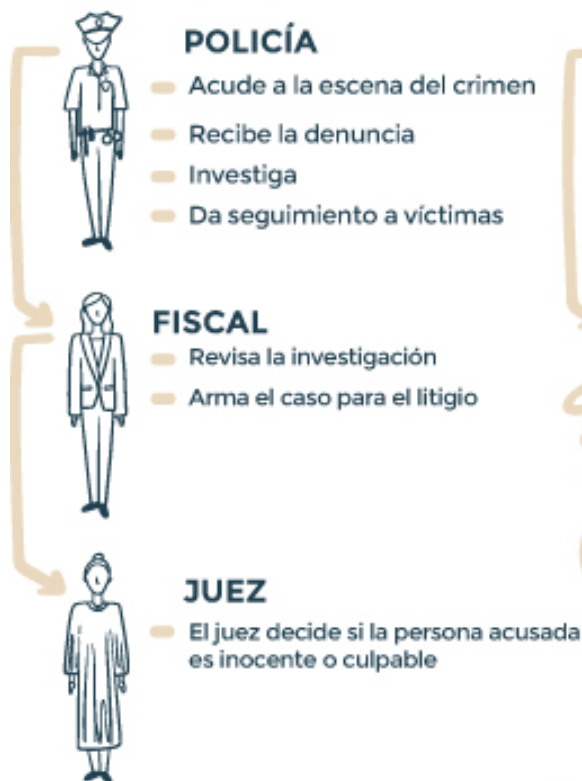 POLICÍA
Acude a la escena del crimen
Recibe la denuncia
Investiga
Da seguimiento a víctimas
FISCAL
Revisa la investigación
Arma el caso para el litigio
JUEZ
El juez decide si la persona acusada
es inocente o culpable